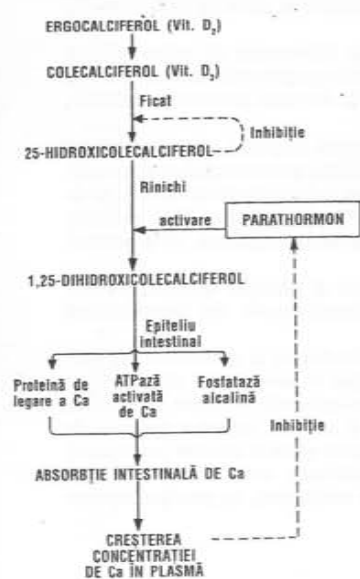 ERGOCALCIFEROL (Vit. D₂)
COLECALCIFEROL (Vit. D₃)
Ficat
Inhibiție
25-HIDROXICOLECALCIFEROL
Rinichi
activare
PARATHORMON
1,25-DIHIDROXICOLECALCIFEROL
Epiteliu
intestinal
Proteină de
legare a Ca
ATPază
activată
de Ca
Fosfatază
alcalină
Inhibiție
ABSORBȚIE INTESTINALĂ DE Ca
CREȘTEREA
CONCENTRATIEI
DE Ca ÎN PLASMĂ